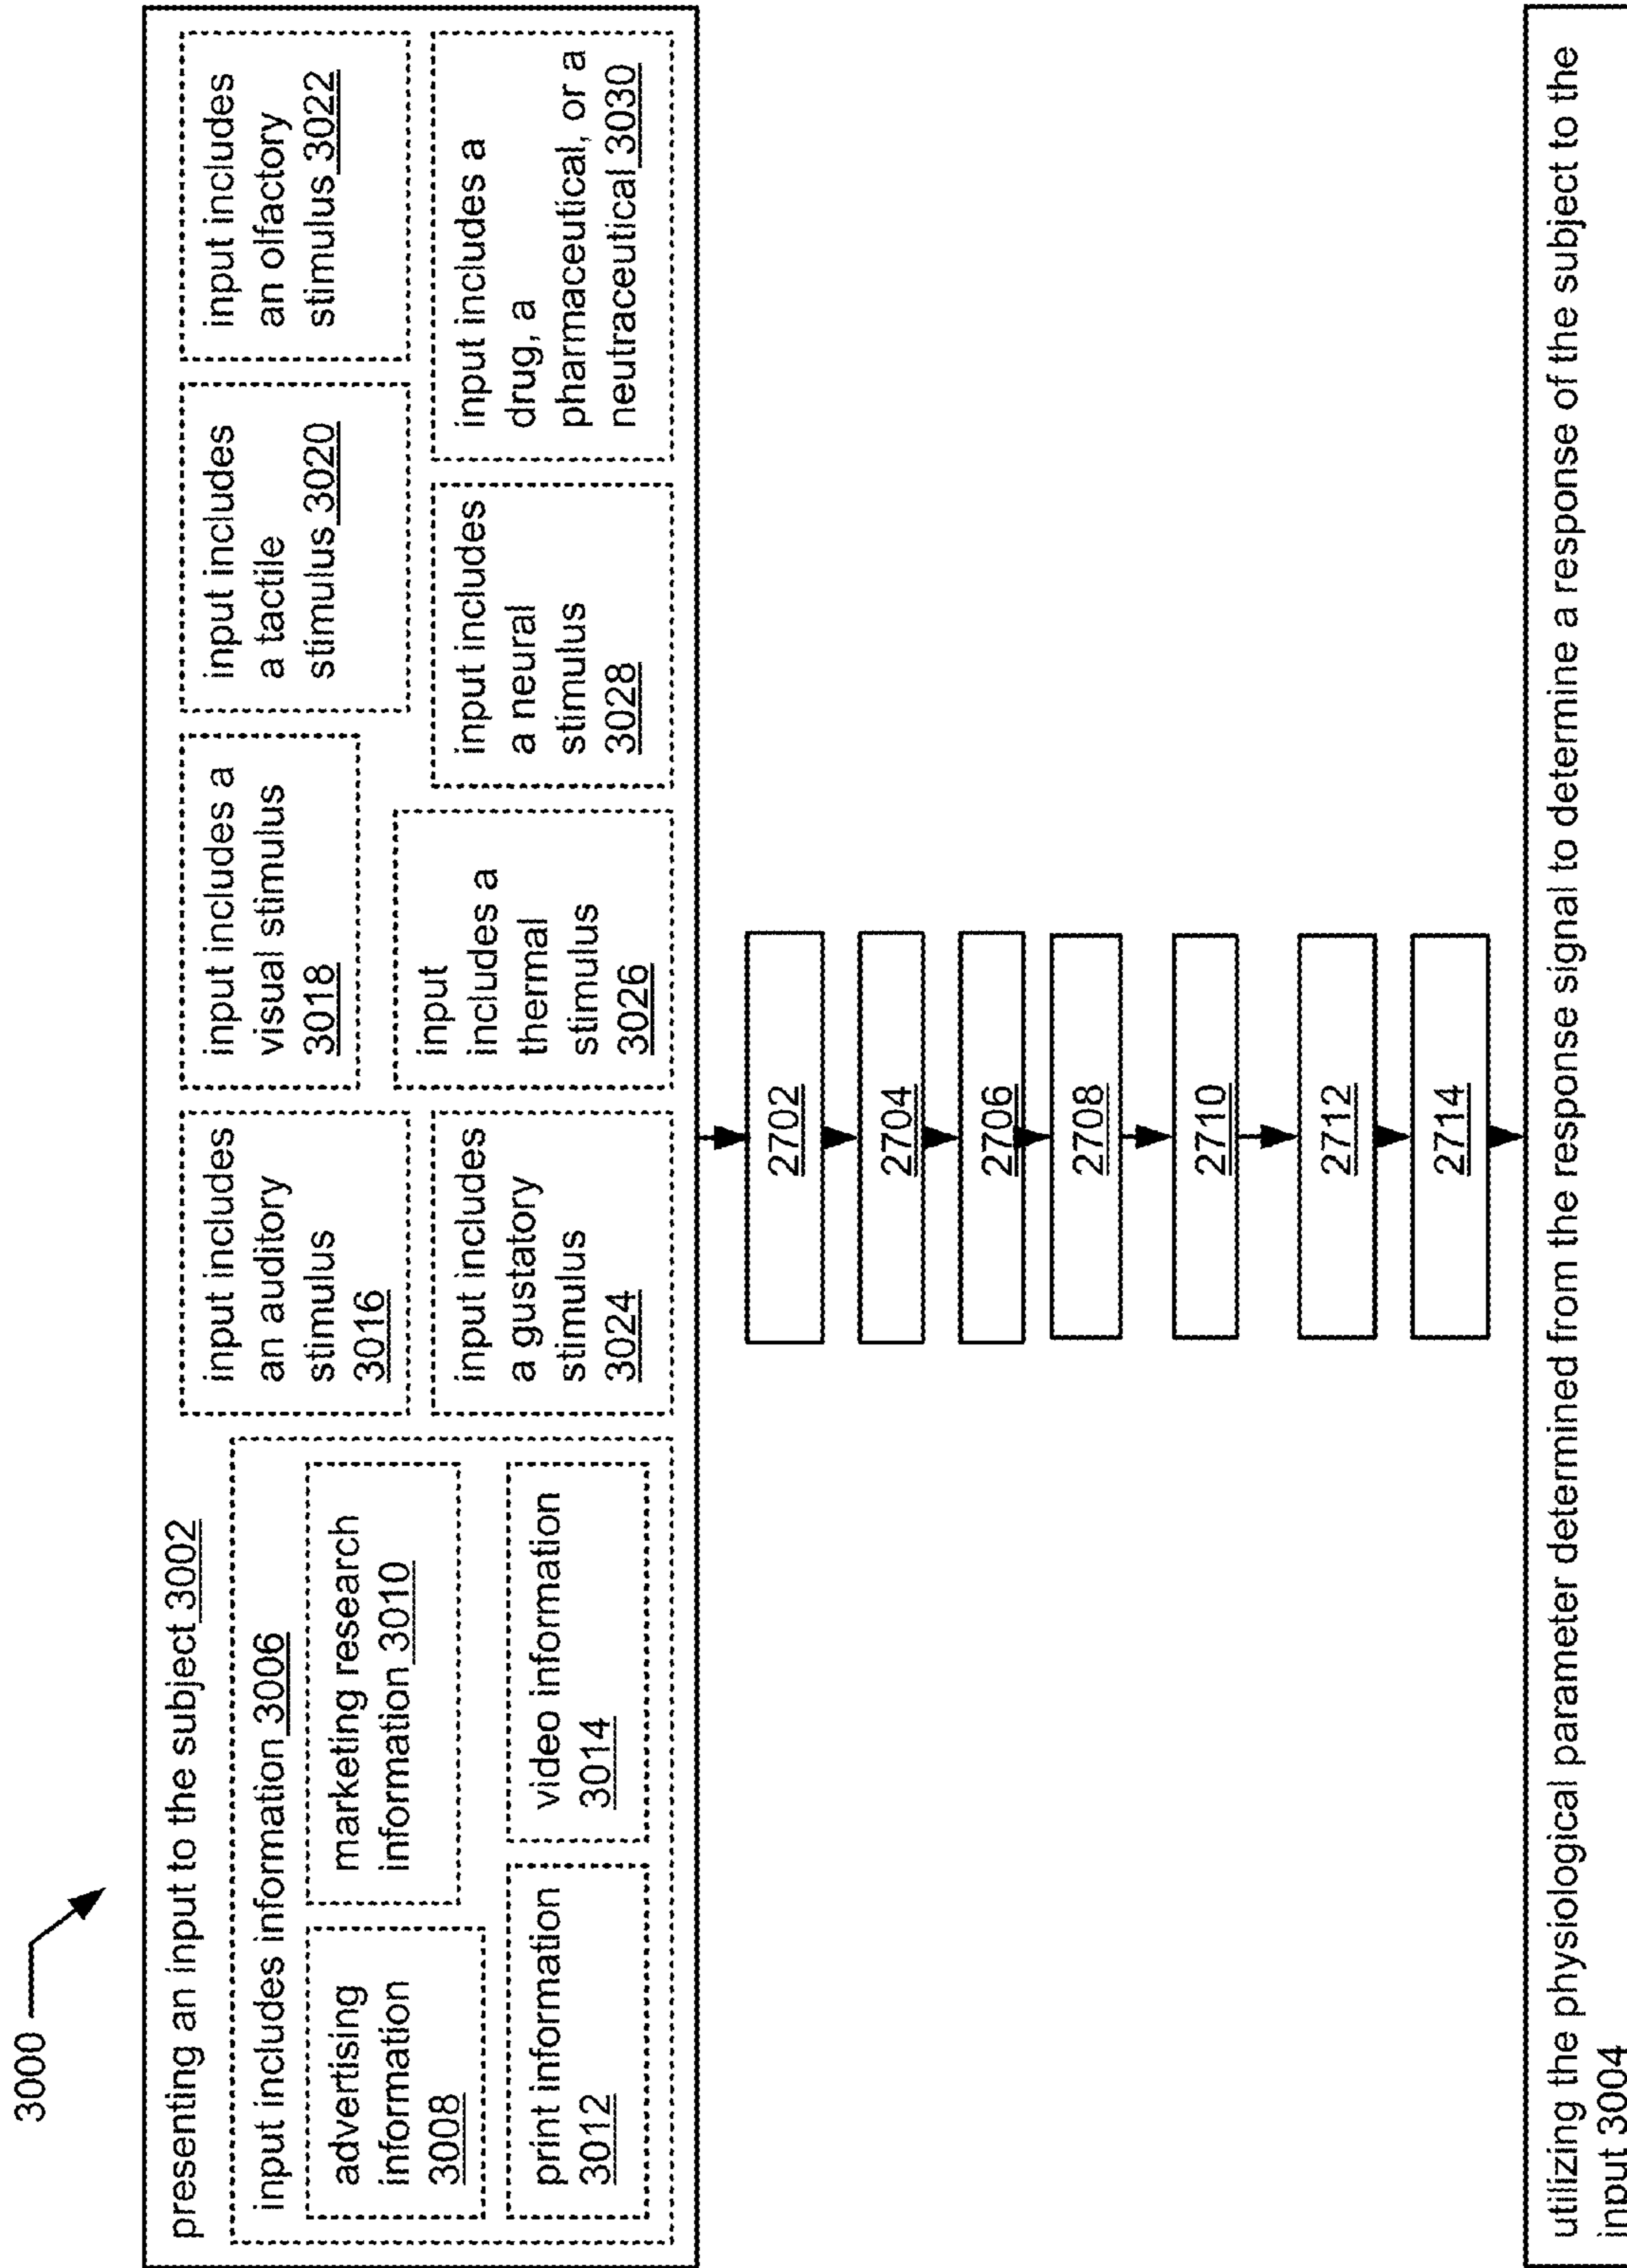 3000
presenting an input to the subject 3002
input includes information 3006
advertising
information
3008
marketing research
information 3010
print information
3012
video information
3014
input includes
an auditory
stimulus
3016
input includes a
visual stimulus
3018
input includes
a tactile
stimulus 3020
input includes
an olfactory
stimulus 3022
input includes
a gustatory
stimulus
3024
input
includes a
thermal
stimulus
3026
input includes
a neural
stimulus
3028
input includes a
drug, a
pharmaceutical, or a
neutraceutical 3030
2702
2704
2706
2708
2710
2712
2714
utilizing the physiological parameter determined from the response signal to determine a response of the subject to the
input 3004